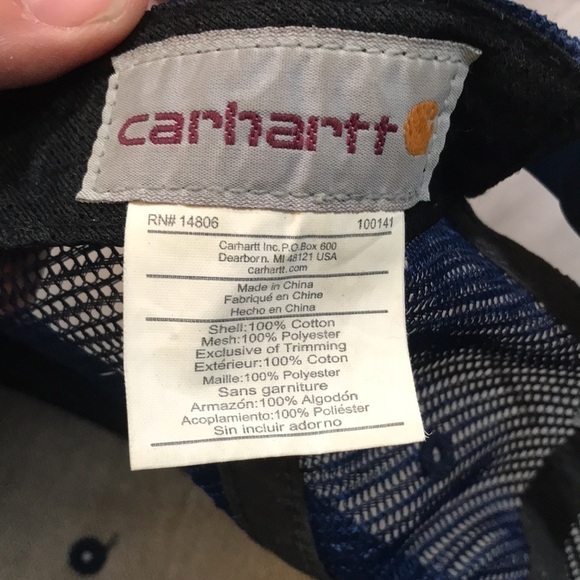 carhartt
RN# 14806 100141
Carhartt Inc. P.O.Box 600
Dearborn. MI 48121 USA
carhartt.com
Made in China
Fabriqué en Chine
Hecho en China
Shell:100% Cotton
Mesh:100% Polyester
Exclusive of Trimming
Extérieur:100% Coton
Maille:100% Polyester
Sans garniture
Armazón:100% Algodón
Acoplamiento:100% Poliéster
Sin incluir adorno